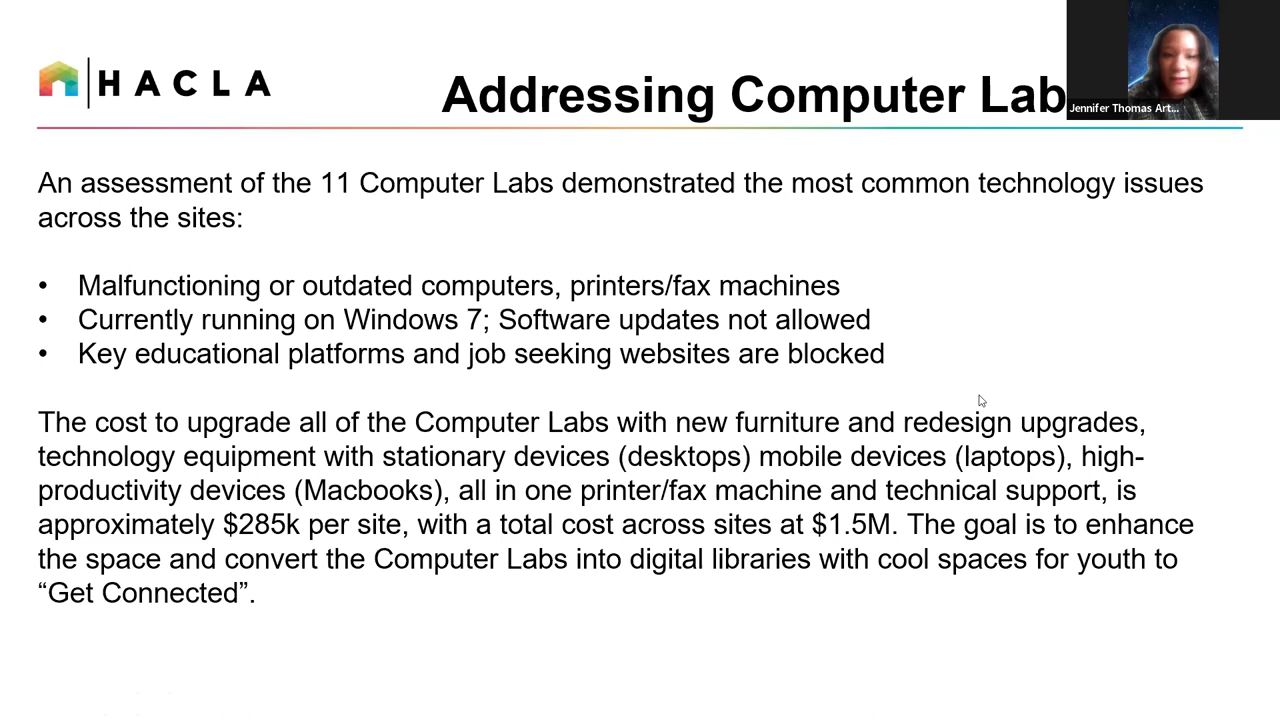 HACLA
Addressing Computer Lab
Jennifer Thomas Art...
An assessment of the 11 Computer Labs demonstrated the most common technology issues
across the sites:
• Malfunctioning or outdated computers, printers/fax machines
• Currently running on Windows 7; Software updates not allowed
• Key educational platforms and job seeking websites are blocked
The cost to upgrade all of the Computer Labs with new furniture and redesign upgrades,
technology equipment with stationary devices (desktops) mobile devices (laptops), high-
productivity devices (Macbooks), all in one printer/fax machine and technical support, is
approximately $285k per site, with a total cost across sites at $1.5M. The goal is to enhance
the space and convert the Computer Labs into digital libraries with cool spaces for youth to
“Get Connected”.